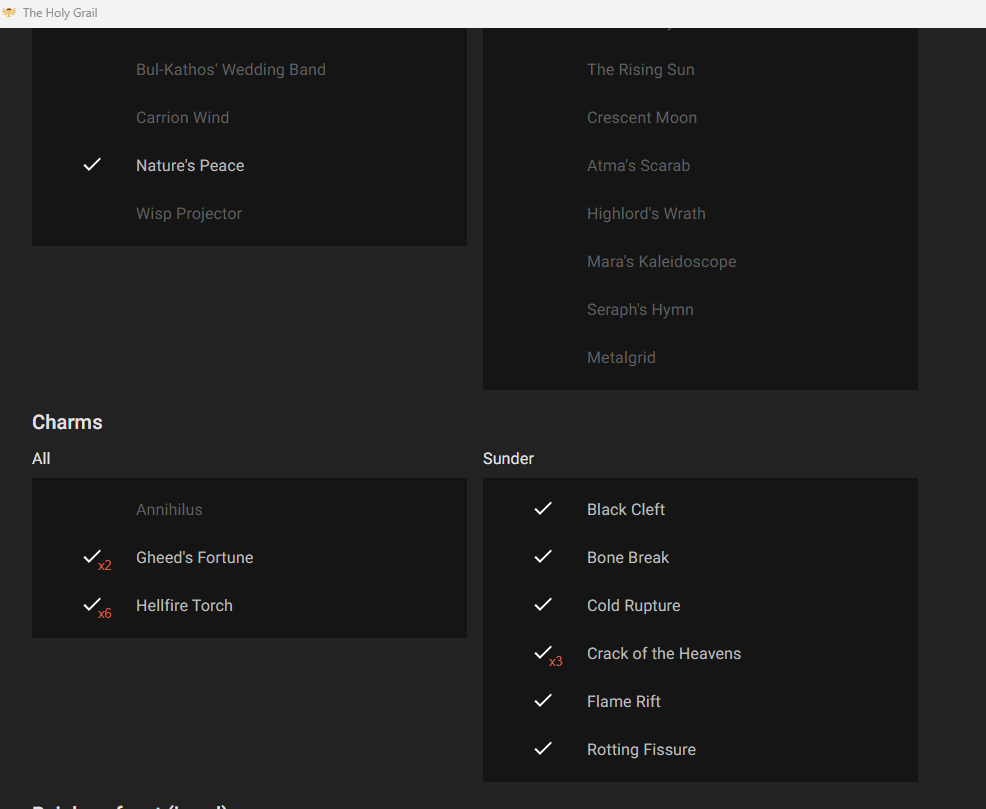 The Holy Grail
Bul-Kathos' Wedding Band
Carrion Wind
Nature's Peace
Wisp Projector
The Rising Sun
Crescent Moon
Atma's Scarab
Highlord's Wrath
Mara's Kaleidoscope
Seraph's Hymn
Metalgrid
Charms
All
Annihilus
x2 Gheed's Fortune
x6 Hellfire Torch
Sunder
Black Cleft
Bone Break
Cold Rupture
x3 Crack of the Heavens
Flame Rift
Rotting Fissure